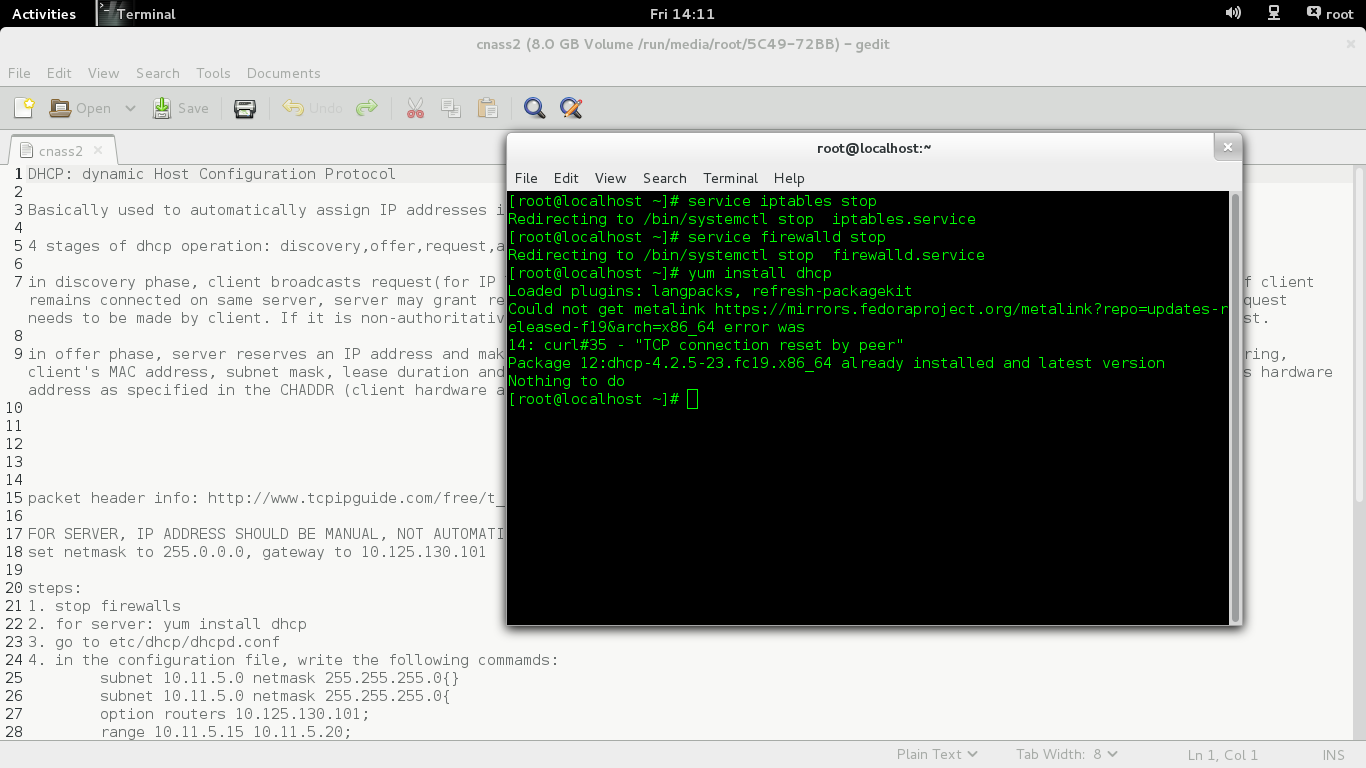 Activities
Terminal
Fri 14:11
root
cnass2 (8.0 GB Volume /run/media/root/5C49-72BB) - gedit
File Edit View Search Tools Documents
Open Save Undo
cnass2
1 DHCP: dynamic Host Configuration Protocol
2
3 Basically used to automatically assign IP addresses
4
5 4 stages of dhcp operation: discovery,offer,request,
6
7 in discovery phase, client broadcasts request(for IP f client
remains connected on same server, server may grant quest
needs to be made by client. If it is non-authoritativ st.
8
9 in offer phase, server reserves an IP address and ring,
client's MAC address, subnet mask, lease duration and s hardware
address as specified in the CHADDR (client hardware
10
11
12
13
14
15 packet header info: http://www.tcpipguide.com/free/t_
16
17 FOR SERVER, IP ADDRESS SHOULD BE MANUAL, NOT AUTOMATI
18 set netmask to 255.0.0.0, gateway to 10.125.130.101
19
20 steps:
21 1. stop firewalls
22 2. for server: yum install dhcp
23 3. go to etc/dhcp/dhcpd.conf
24 4. in the configuration file, write the following commamds:
25 subnet 10.11.5.0 netmask 255.255.255.0{}
26 subnet 10.11.5.0 netmask 255.255.255.0{
27 option routers 10.125.130.101;
28 range 10.11.5.15 10.11.5.20;
root@localhost:~
File Edit View Search Terminal Help
[root@localhost ~]# service iptables stop
Redirecting to /bin/systemctl stop  iptables.service
[root@localhost ~]# service firewalld stop
Redirecting to /bin/systemctl stop  firewalld.service
[root@localhost ~]# yum install dhcp
Loaded plugins: langpacks, refresh-packagekit
Could not get metalink https://mirrors.fedoraproject.org/metalink?repo=updates-r
eleased-f19&arch=x86_64 error was
14: curl#35 - "TCP connection reset by peer"
Package 12:dhcp-4.2.5-23.fc19.x86_64 already installed and latest version
Nothing to do
[root@localhost ~]#
Plain Text Tab Width: 8 Ln 1, Col 1 INS